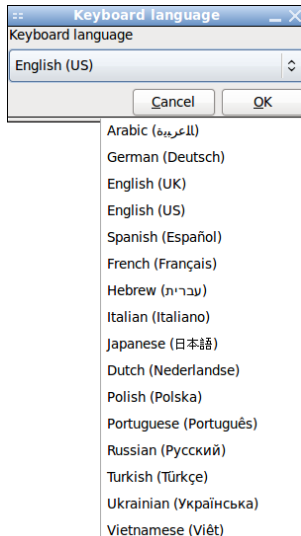 Keyboard language
Keyboard language
English (US)
Cancel
OK
Arabic (اللعربية)
German (Deutsch)
English (UK)
English (US)
Spanish (Español)
French (Français)
Hebrew (עברית)
Italian (Italiano)
Japanese (日本語)
Dutch (Nederlandse)
Polish (Polska)
Portuguese (Português)
Russian (Русский)
Turkish (Türkçe)
Ukrainian (Українська)
Vietnamese (Việt)